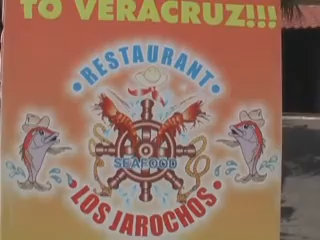 TO VERACRUZ!!!
• RESTAURANT •
SEAFOOD
LOS JAROCHOS